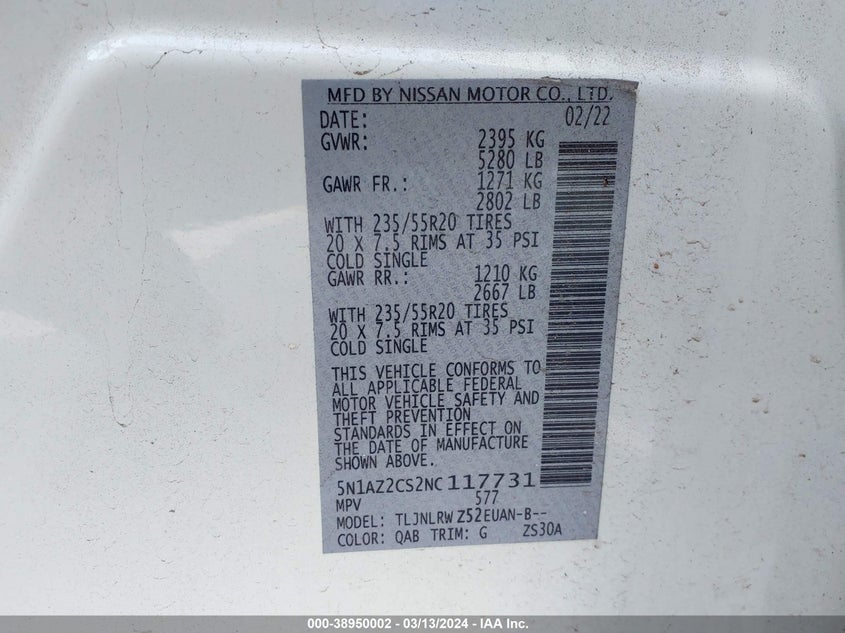 MFD BY NISSAN MOTOR CO., LTD.
DATE: 02/22
GVWR: 2395 KG
5280 LB
GAWR FR.: 1271 KG
2802 LB
WITH 235/55R20 TIRES
20 X 7.5 RIMS AT 35 PSI
COLD SINGLE
GAWR RR.: 1210 KG
2667 LB
WITH 235/55R20 TIRES
20 X 7.5 RIMS AT 35 PSI
COLD SINGLE
THIS VEHICLE CONFORMS TO
ALL APPLICABLE FEDERAL
MOTOR VEHICLE SAFETY AND
THEFT PREVENTION
STANDARDS IN EFFECT ON
THE DATE OF MANUFACTURE
SHOWN ABOVE.
5N1AZ2CS2NC117731
MPV 577
MODEL: TLJNLRW Z52EUAN-B--
COLOR: QAB TRIM: G ZS30A
000-38950002 - 03/13/2024 - IAA Inc.